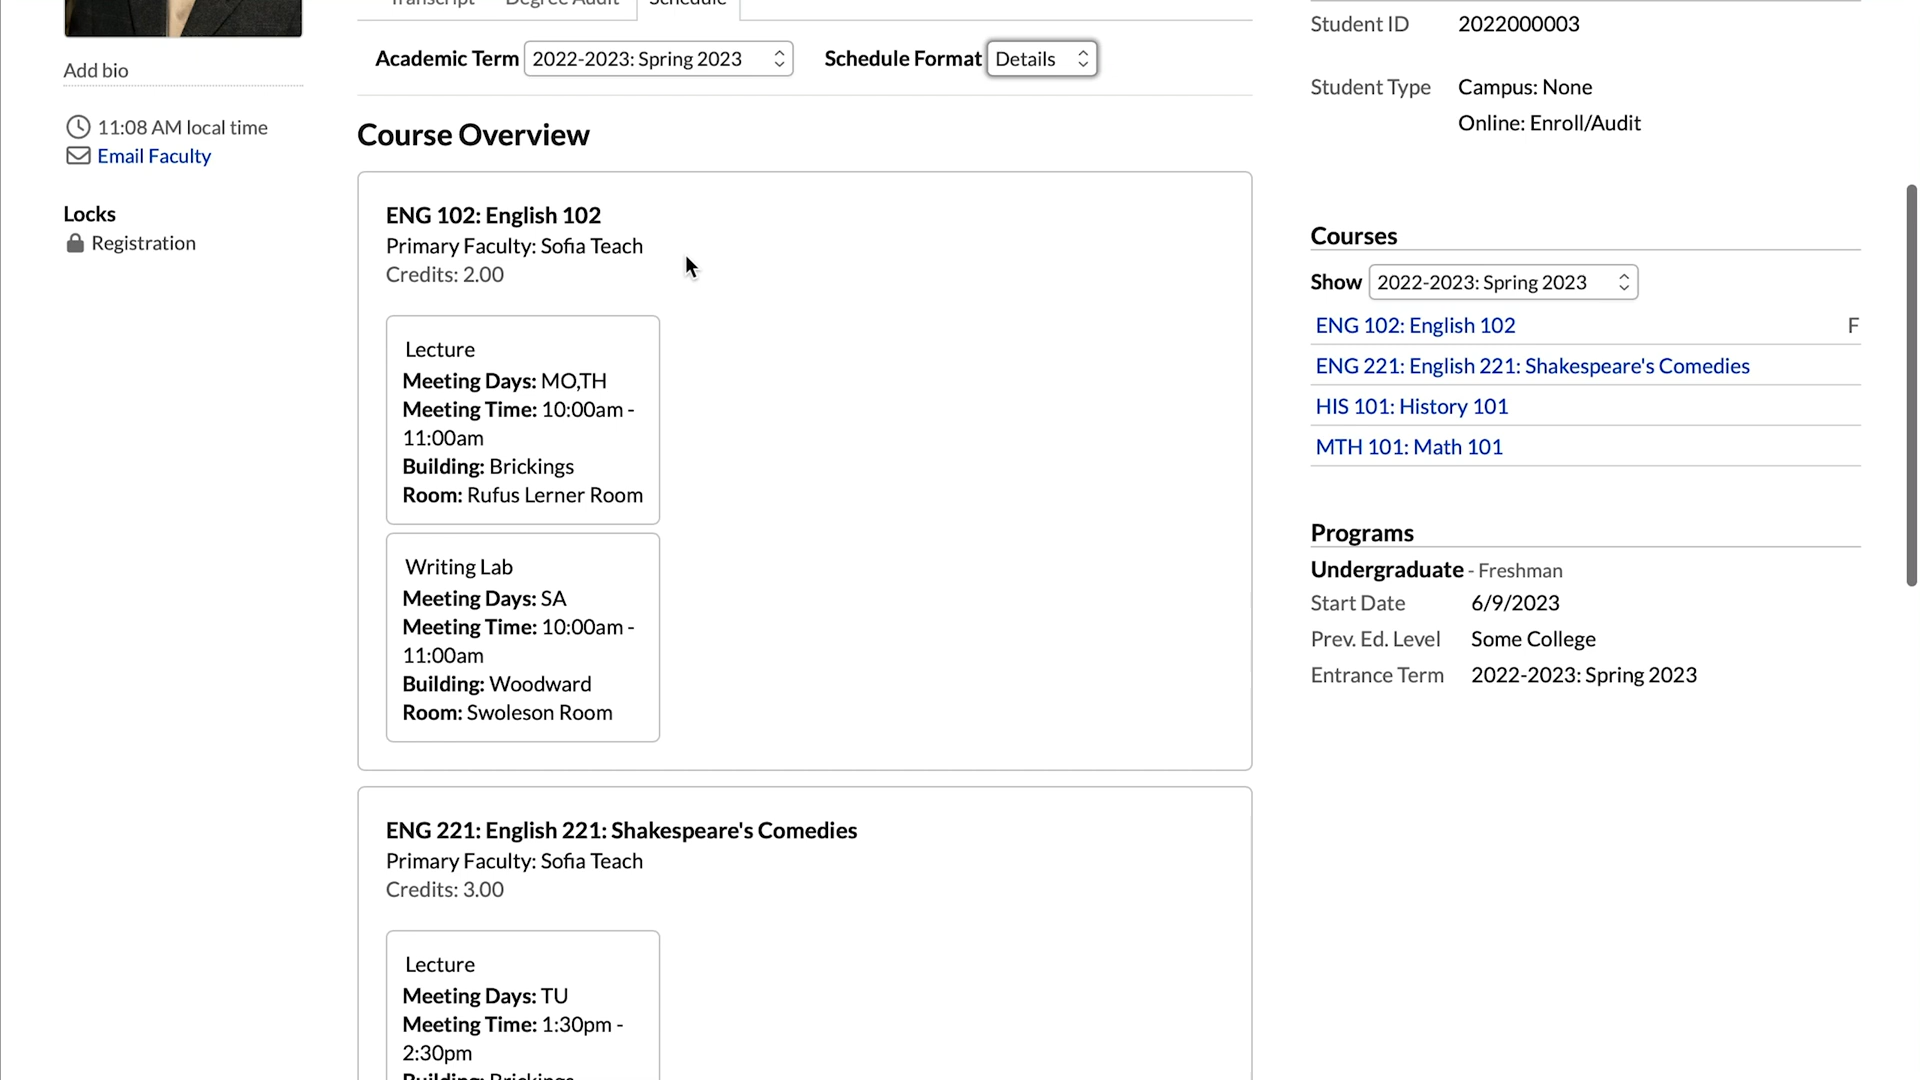 Add bio
11:08 AM local time
Email Faculty
Locks
Registration
Transcript Degree Audit Schedule
Academic Term 2022-2023: Spring 2023 Schedule Format Details
Course Overview
ENG 102: English 102
Primary Faculty: Sofia Teach
Credits: 2.00
Lecture
Meeting Days: MO,TH
Meeting Time: 10:00am -
11:00am
Building: Brickings
Room: Rufus Lerner Room
Writing Lab
Meeting Days: SA
Meeting Time: 10:00am -
11:00am
Building: Woodward
Room: Swoleson Room
ENG 221: English 221: Shakespeare's Comedies
Primary Faculty: Sofia Teach
Credits: 3.00
Lecture
Meeting Days: TU
Meeting Time: 1:30pm -
2:30pm
Building: Brickings
Student ID 2022000003
Student Type Campus: None
Online: Enroll/Audit
Courses
Show 2022-2023: Spring 2023
ENG 102: English 102 F
ENG 221: English 221: Shakespeare's Comedies
HIS 101: History 101
MTH 101: Math 101
Programs
Undergraduate - Freshman
Start Date 6/9/2023
Prev. Ed. Level Some College
Entrance Term 2022-2023: Spring 2023